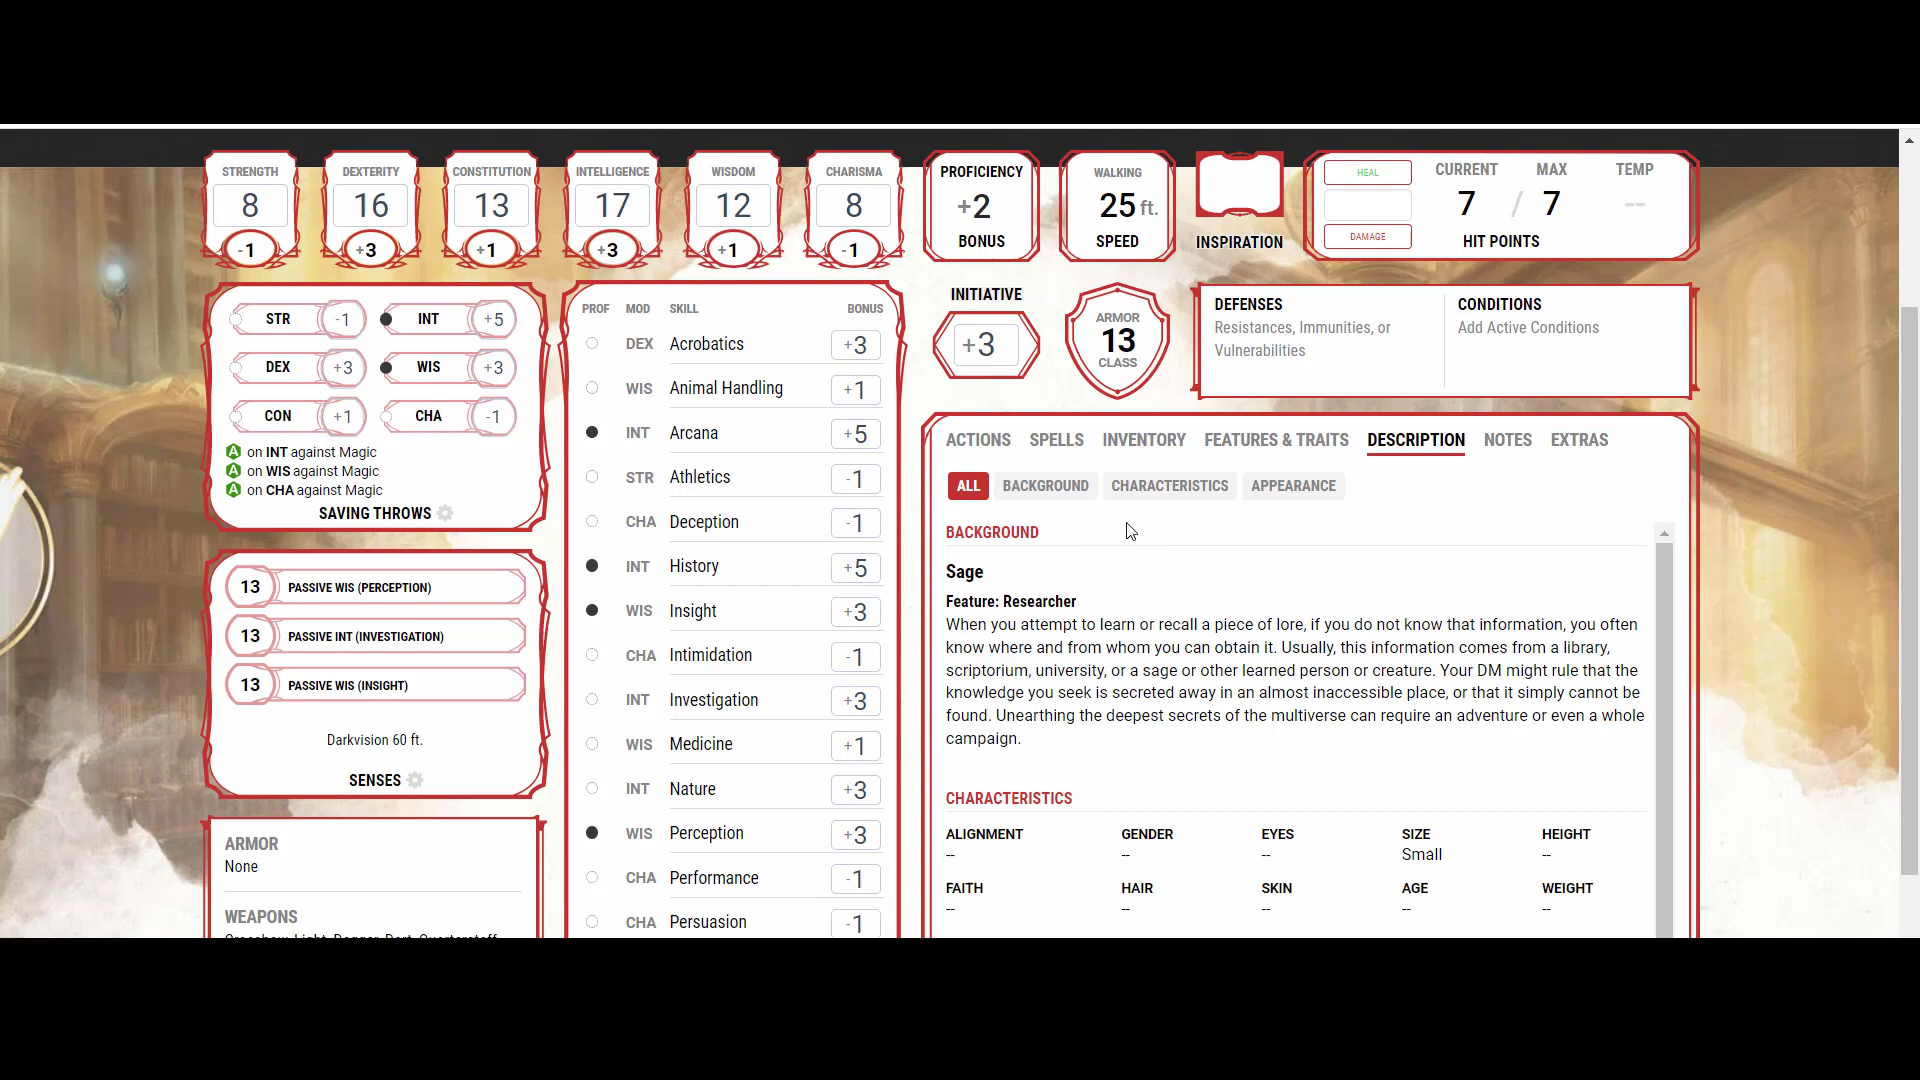 STRENGTH
8
-1
DEXTERITY
16
+3
CONSTITUTION
13
+1
INTELLIGENCE
17
+3
WISDOM
12
+1
CHARISMA
8
-1
PROFICIENCY
+2
BONUS
WALKING
25 ft.
SPEED
INSPIRATION
HEAL
DAMAGE
CURRENT MAX TEMP
7 / 7 --
HIT POINTS
STR -1 INT +5
DEX +3 WIS +3
CON +1 CHA -1
A on INT against Magic
A on WIS against Magic
A on CHA against Magic
SAVING THROWS
13 PASSIVE WIS (PERCEPTION)
13 PASSIVE INT (INVESTIGATION)
13 PASSIVE WIS (INSIGHT)
Darkvision 60 ft.
SENSES
ARMOR
None
WEAPONS
Crossbow, Light, Dagger, Dart, Quarterstaff,
PROF MOD SKILL BONUS
DEX Acrobatics +3
WIS Animal Handling +1
INT Arcana +5
STR Athletics -1
CHA Deception -1
INT History +5
WIS Insight +3
CHA Intimidation -1
INT Investigation +3
WIS Medicine +1
INT Nature +3
WIS Perception +3
CHA Performance -1
CHA Persuasion -1
INITIATIVE
+3
ARMOR
13
CLASS
DEFENSES
Resistances, Immunities, or
Vulnerabilities
CONDITIONS
Add Active Conditions
ACTIONS SPELLS INVENTORY FEATURES & TRAITS DESCRIPTION NOTES EXTRAS
ALL BACKGROUND CHARACTERISTICS APPEARANCE
BACKGROUND
Sage
Feature: Researcher
When you attempt to learn or recall a piece of lore, if you do not know that information, you often
know where and from whom you can obtain it. Usually, this information comes from a library,
scriptorium, university, or a sage or other learned person or creature. Your DM might rule that the
knowledge you seek is secreted away in an almost inaccessible place, or that it simply cannot be
found. Unearthing the deepest secrets of the multiverse can require an adventure or even a whole
campaign.
CHARACTERISTICS
ALIGNMENT GENDER EYES SIZE HEIGHT
-- -- -- Small --
FAITH HAIR SKIN AGE WEIGHT
-- -- -- -- --